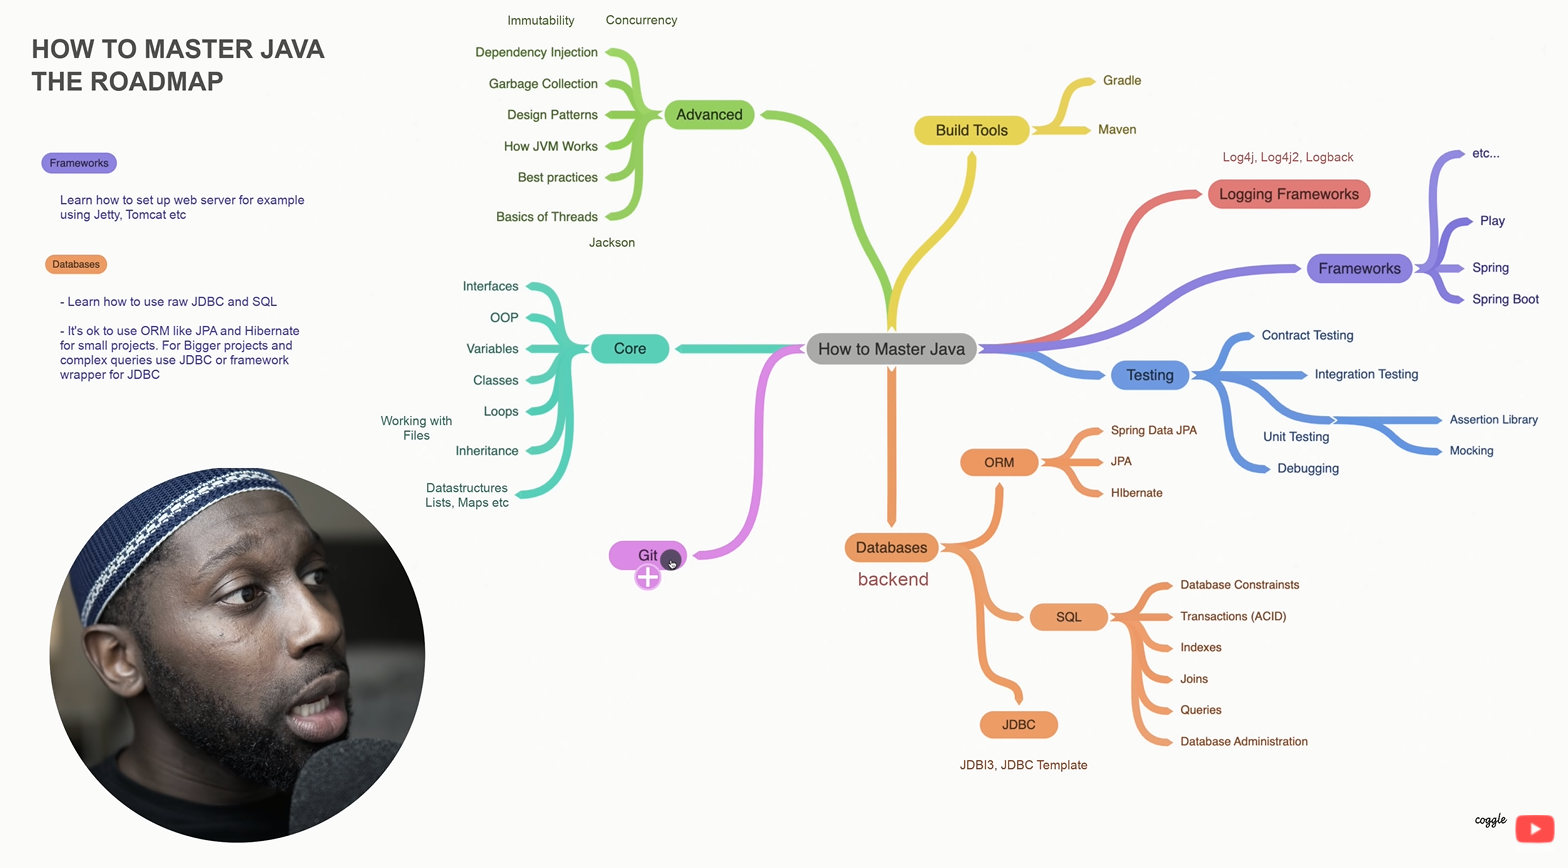 HOW TO MASTER JAVA
THE ROADMAP
Frameworks
Learn how to set up web server for example
using Jetty, Tomcat etc
Databases
- Learn how to use raw JDBC and SQL
- It's ok to use ORM like JPA and Hibernate
for small projects. For Bigger projects and
complex queries use JDBC or framework
wrapper for JDBC
Immutability
Concurrency
Dependency Injection
Garbage Collection
Design Patterns
How JVM Works
Best practices
Basics of Threads
Jackson
Advanced
Interfaces
OOP
Variables
Classes
Loops
Working with
Files
Inheritance
Datastructures
Lists, Maps etc
Core
Git
How to Master Java
Build Tools
Gradle
Maven
Log4j, Log4j2, Logback
Logging Frameworks
Frameworks
etc...
Play
Spring
Spring Boot
Testing
Contract Testing
Integration Testing
Unit Testing
Assertion Library
Mocking
Debugging
Databases
backend
ORM
Spring Data JPA
JPA
HIbernate
SQL
Database Constrainsts
Transactions (ACID)
Indexes
Joins
Queries
Database Administration
JDBC
JDBI3, JDBC Template
coggle